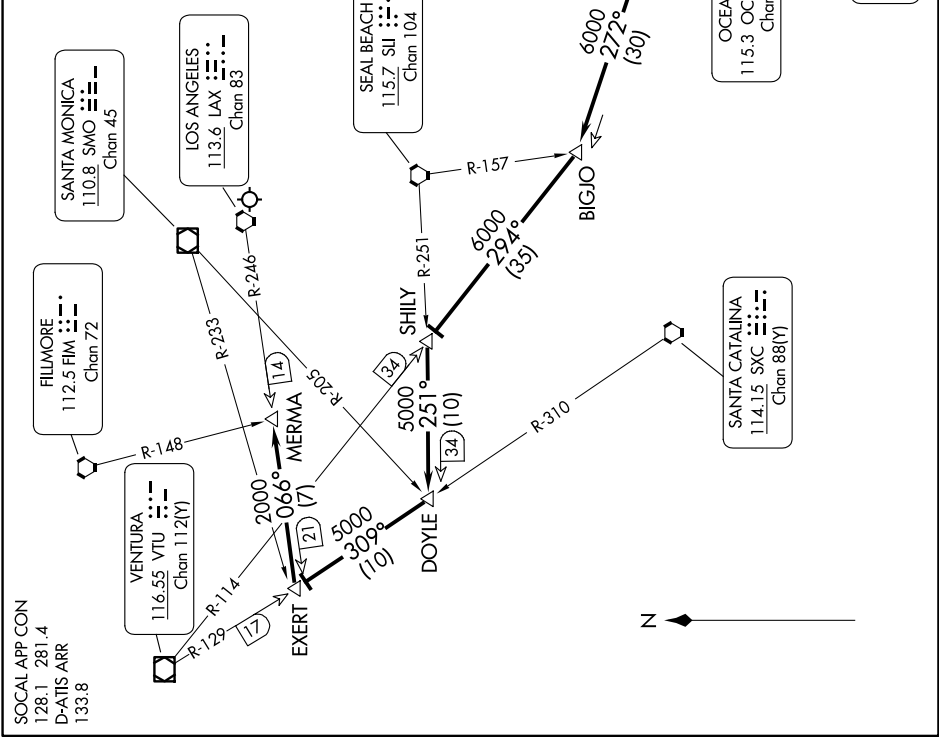 SOCAL APP CON
128.1 281.4
D-ATIS ARR
133.8
VENTURA
116.55 VTU
Chan 112(Y)
FILLMORE
112.5 FIM
Chan 72
SANTA MONICA
110.8 SMO
Chan 45
LOS ANGELES
113.6 LAX
Chan 83
SEAL BEACH
115.7 SLI
Chan 104
OCEA
115.3 OC
Chan
SANTA CATALINA
114.15 SXC
Chan 88(Y)
R-148
R-233
R-246
R-205
R-251
R-157
R-310
R-114
R-129
17
21
14
34
34
EXERT
MERMA
DOYLE
SHILY
BIGJO
2000
066°
(7)
5000
309°
(10)
5000
251°
(10)
6000
294°
(35)
6000
272°
(30)
N